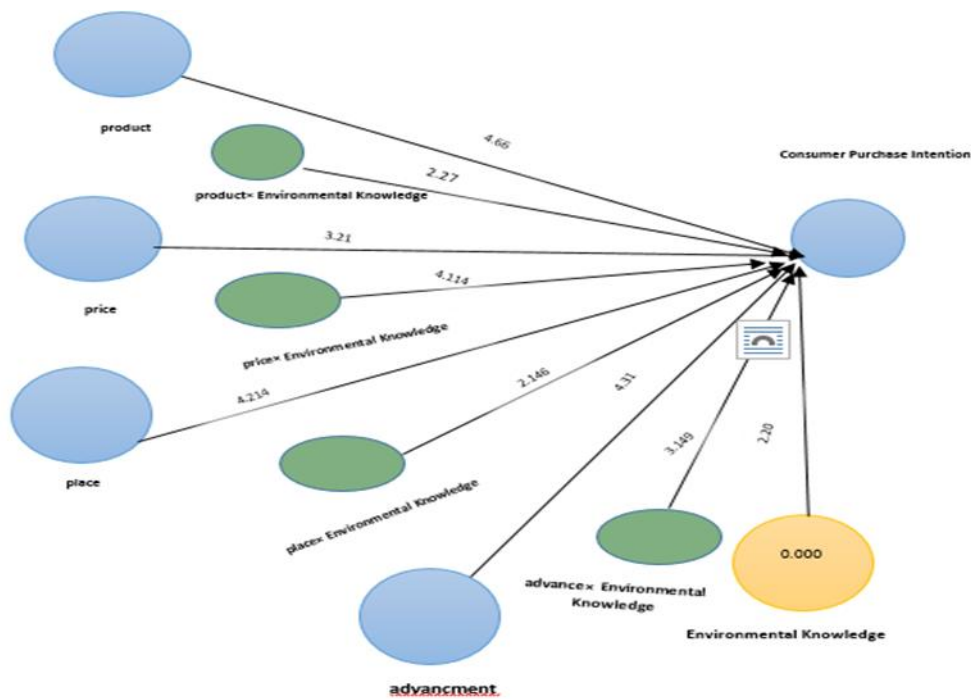 product
4.66
Consumer Purchase Intention
2.27
product× Environmental Knowledge
3.21
price
4.114
price× Environmental Knowledge
4.214
2.146
4.31
place
place× Environmental Knowledge
3.149
2.20
0.000
advance× Environmental
Knowledge
Environmental Knowledge
advancment